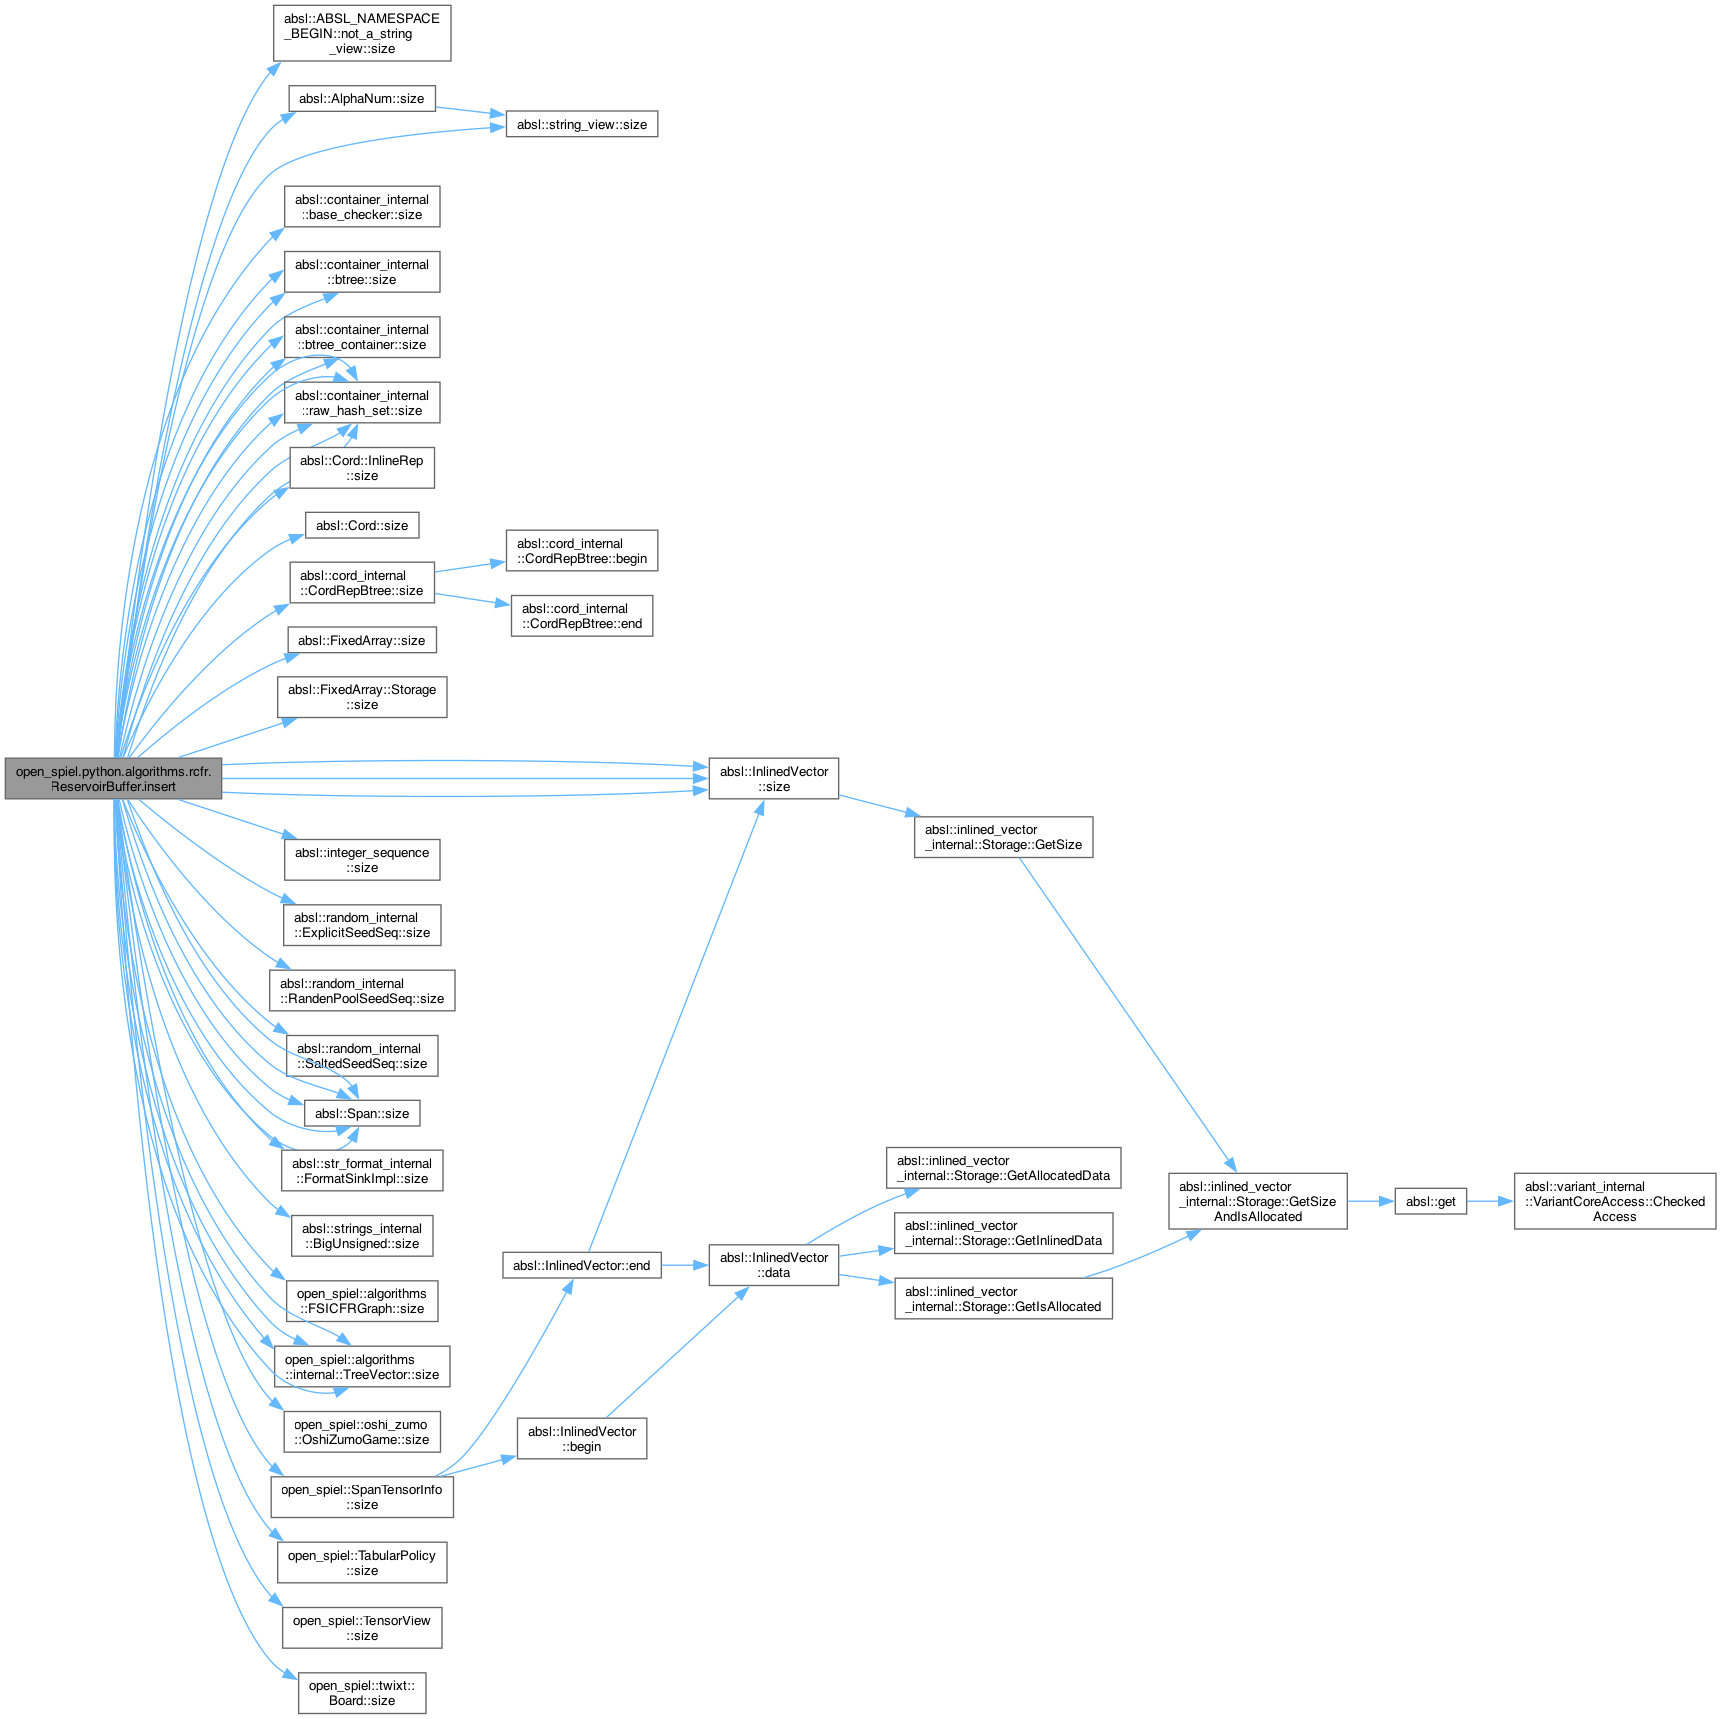 absl::ABSL_NAMESPACE
_BEGIN::not_a_string
_view::size
absl::AlphaNum::size
absl::string_view::size
absl::container_internal
::base_checker::size
absl::container_internal
::btree::size
absl::container_internal
::btree_container::size
absl::container_internal
::raw_hash_set::size
absl::Cord::InlineRep
::size
absl::Cord::size
absl::cord_internal
::CordRepBtree::begin
absl::cord_internal
::CordRepBtree::size
absl::cord_internal
::CordRepBtree::end
absl::FixedArray::size
absl::FixedArray::Storage
::size
open_spiel.python.algorithms.rcfr.
ReservoirBuffer.insert
absl::InlinedVector
::size
absl::inlined_vector
_internal::Storage::GetSize
absl::integer_sequence
::size
absl::random_internal
::ExplicitSeedSeq::size
absl::random_internal
::RandenPoolSeedSeq::size
absl::random_internal
::SaltedSeedSeq::size
absl::Span::size
absl::str_format_internal
::FormatSinkImpl::size
absl::inlined_vector
_internal::Storage::GetAllocatedData
absl::inlined_vector
_internal::Storage::GetSize
AndIsAllocated
absl::get
absl::variant_internal
::VariantCoreAccess::Checked
Access
absl::strings_internal
::BigUnsigned::size
absl::inlined_vector
_internal::Storage::GetInlinedData
absl::InlinedVector::end
absl::InlinedVector
::data
absl::inlined_vector
_internal::Storage::GetIsAllocated
open_spiel::algorithms
::FSICFRGraph::size
open_spiel::algorithms
::internal::TreeVector::size
open_spiel::oshi_zumo
::OshiZumoGame::size
absl::InlinedVector
::begin
open_spiel::SpanTensorInfo
::size
open_spiel::TabularPolicy
::size
open_spiel::TensorView
::size
open_spiel::twixt::
Board::size